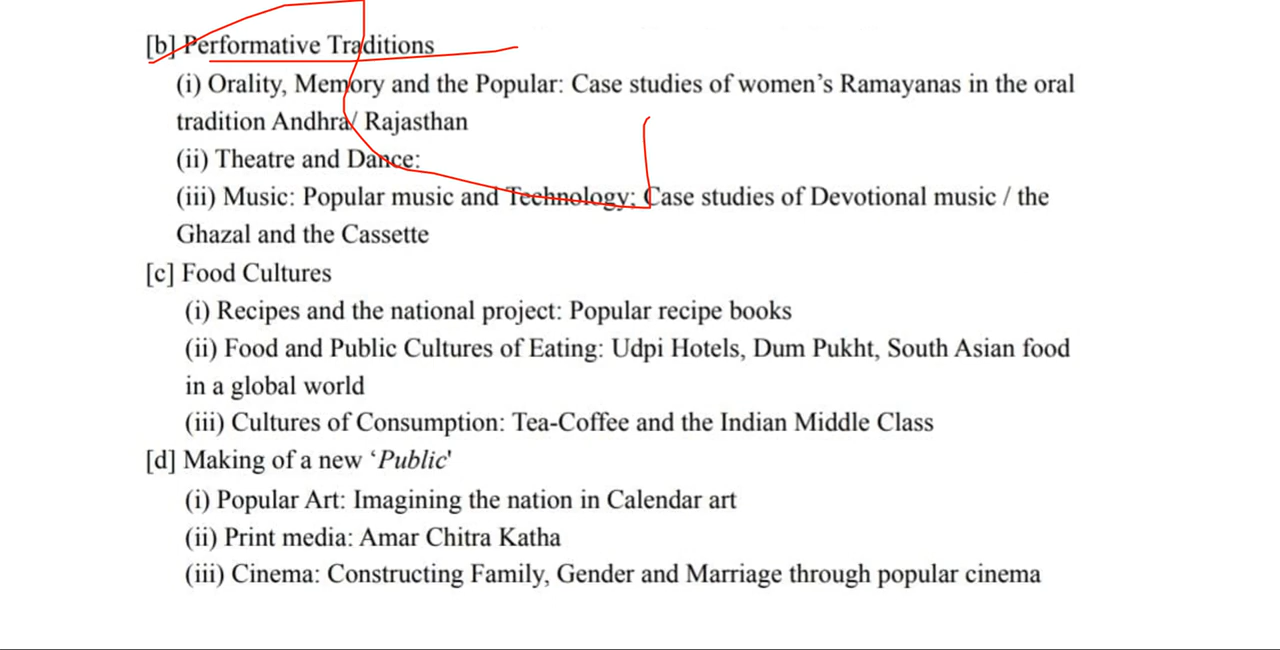 [b] Performative Traditions
(i) Orality, Memory and the Popular: Case studies of women’s Ramayanas in the oral
tradition Andhra/ Rajasthan
(ii) Theatre and Dance:
(iii) Music: Popular music and Technology; Case studies of Devotional music / the
Ghazal and the Cassette
[c] Food Cultures
(i) Recipes and the national project: Popular recipe books
(ii) Food and Public Cultures of Eating: Udpi Hotels, Dum Pukht, South Asian food
in a global world
(iii) Cultures of Consumption: Tea-Coffee and the Indian Middle Class
[d] Making of a new ‘Public'
(i) Popular Art: Imagining the nation in Calendar art
(ii) Print media: Amar Chitra Katha
(iii) Cinema: Constructing Family, Gender and Marriage through popular cinema